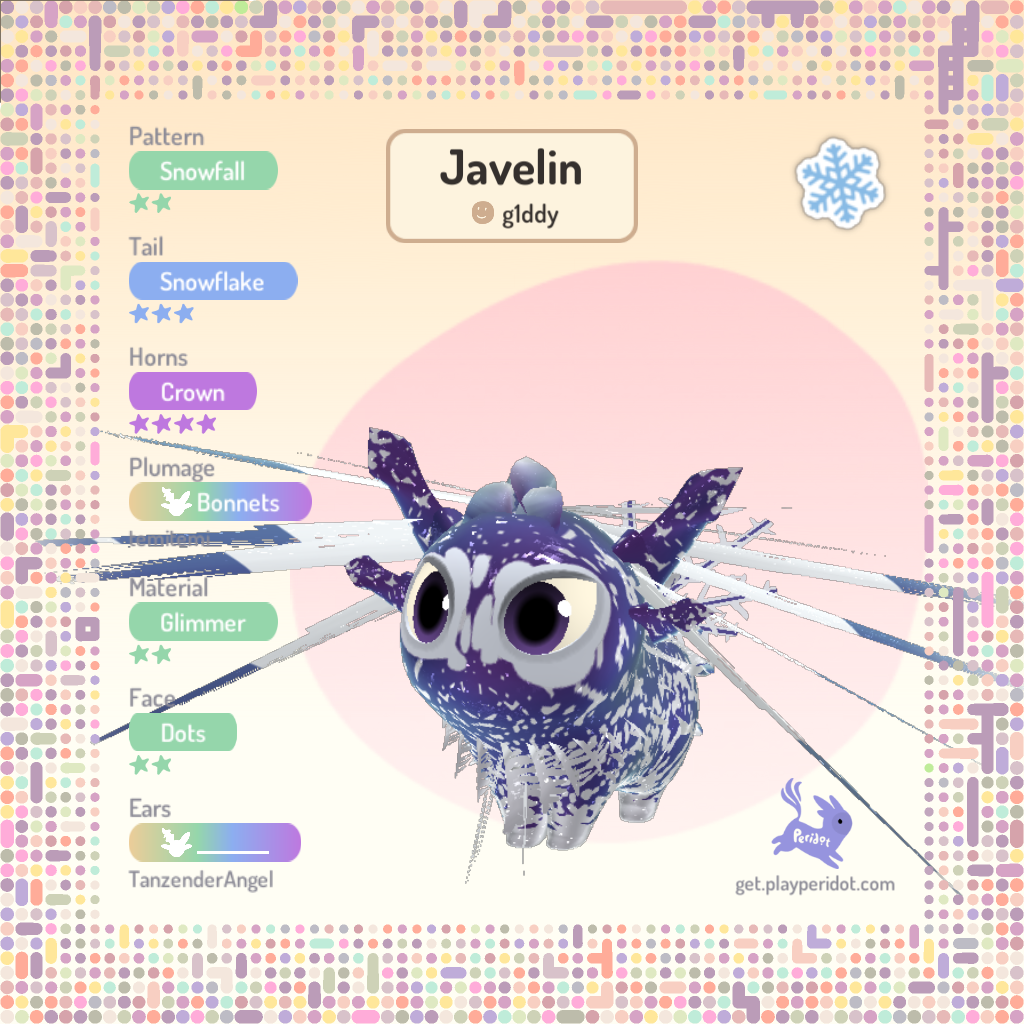 Pattern
Snowfall
Javelin
g1ddy
Tail
Snowflake
Horns
Crown
Plumage
Bonnets
temitemi
Material
Glimmer
Face
Dots
Ears
TanzenderAngel
Peridot
get.playperidot.com